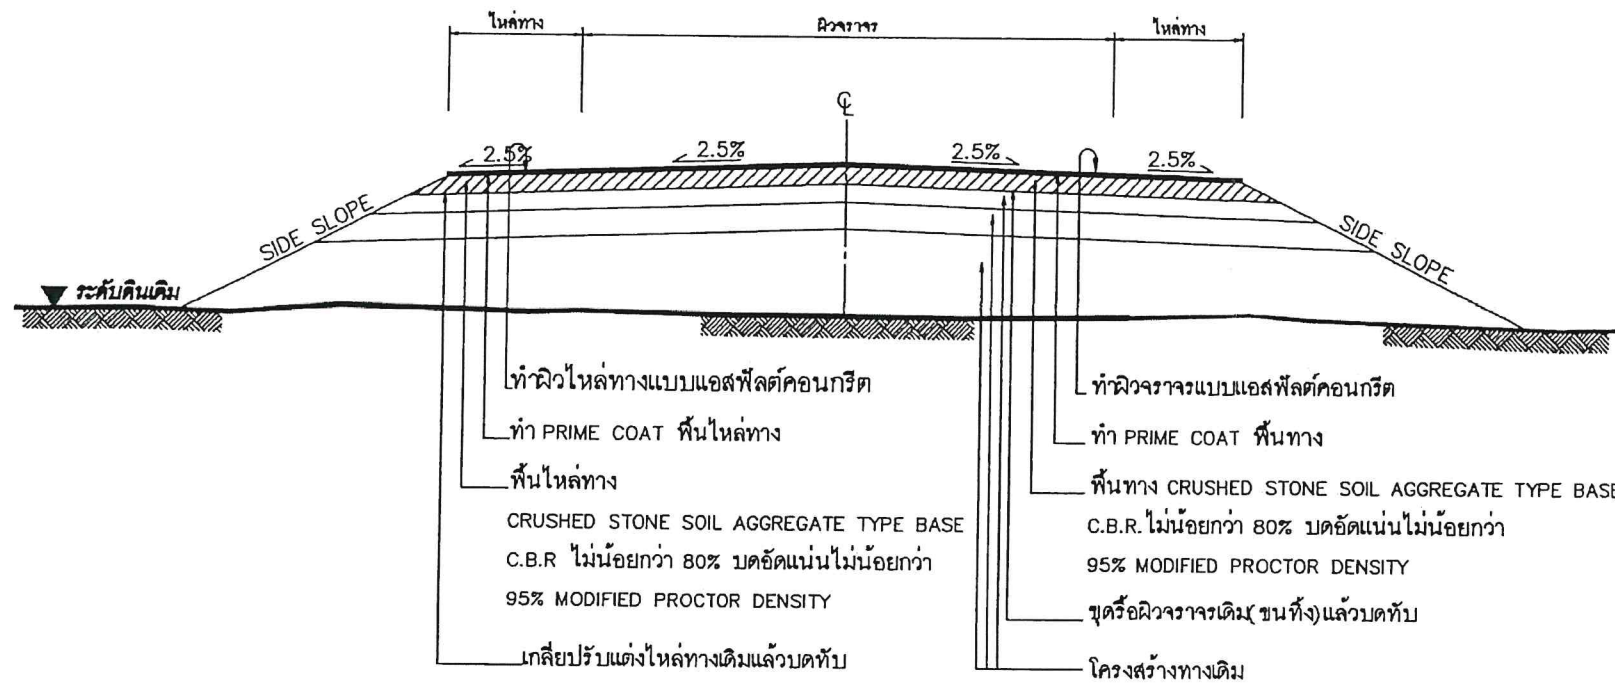 ไหล่ทาง
ผิวจราจร
ไหล่ทาง
℄
2.5%
2.5%
2.5%
2.5%
SIDE SLOPE
SIDE SLOPE
ระดับดินเดิม
ทำผิวไหล่ทางแบบแอสฟัลต์คอนกรีต
ทำ PRIME COAT พื้นไหล่ทาง
พื้นไหล่ทาง
CRUSHED STONE SOIL AGGREGATE TYPE BASE
C.B.R ไม่น้อยกว่า 80% บดอัดแน่นไม่น้อยกว่า
95% MODIFIED PROCTOR DENSITY
เกลี่ยปรับแต่งไหล่ทางเดิมแล้วบดทับ
ทำผิวจราจรแบบแอสฟัลต์คอนกรีต
ทำ PRIME COAT พื้นทาง
พื้นทาง CRUSHED STONE SOIL AGGREGATE TYPE BASE
C.B.R. ไม่น้อยกว่า 80% บดอัดแน่นไม่น้อยกว่า
95% MODIFIED PROCTOR DENSITY
ขุดรื้อผิวจราจรเดิม(ขนทิ้ง)แล้วบดทับ
โครงสร้างทางเดิม